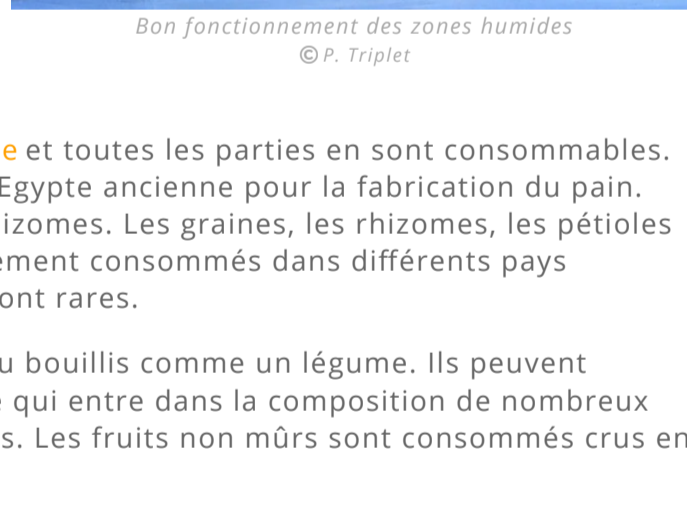 Bon fonctionnement des zones humides
© P. Triplet
e et toutes les parties en sont consommables.
Egypte ancienne pour la fabrication du pain.
izomes. Les graines, les rhizomes, les pétioles
ement consommés dans différents pays
ont rares.
u bouillis comme un légume. Ils peuvent
qui entre dans la composition de nombreux
s. Les fruits non mûrs sont consommés crus en